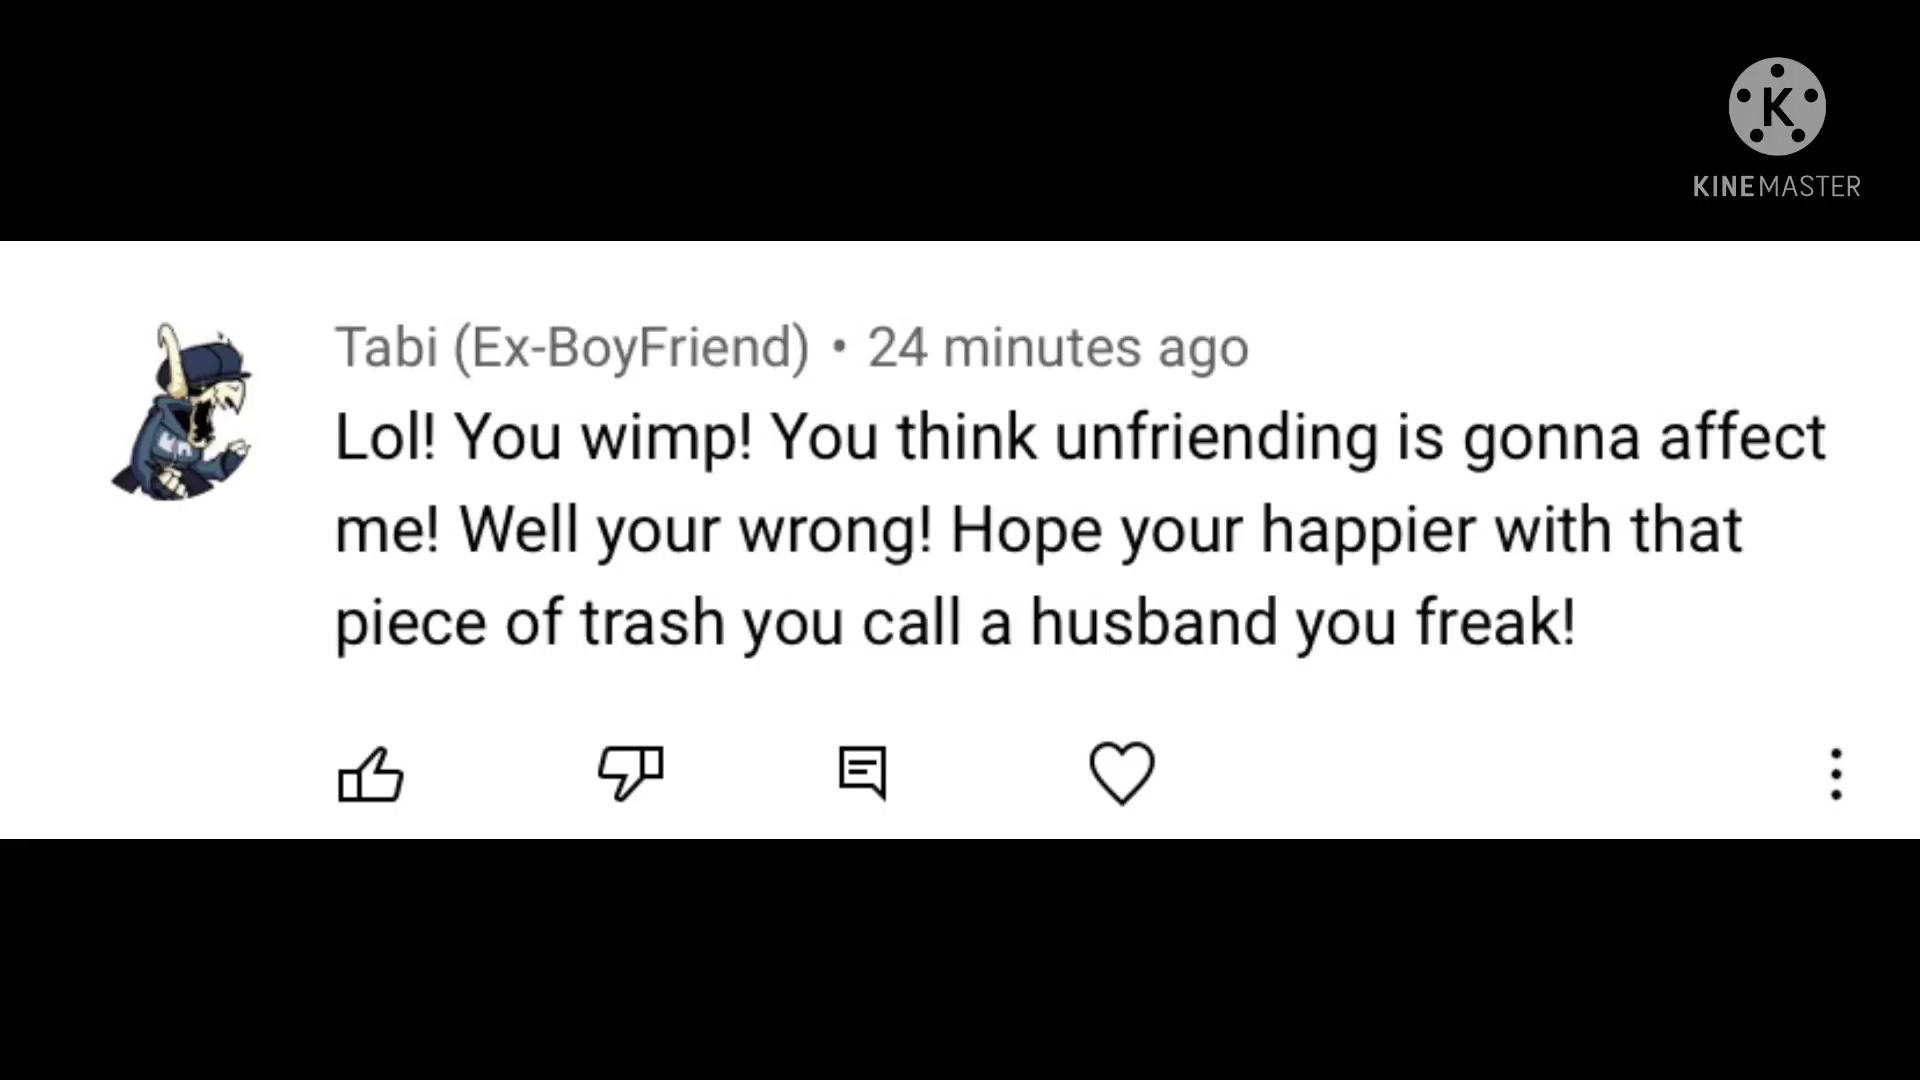 K
KINEMASTER
Tabi (Ex-BoyFriend) • 24 minutes ago
Lol! You wimp! You think unfriending is gonna affect
me! Well your wrong! Hope your happier with that
piece of trash you call a husband you freak!